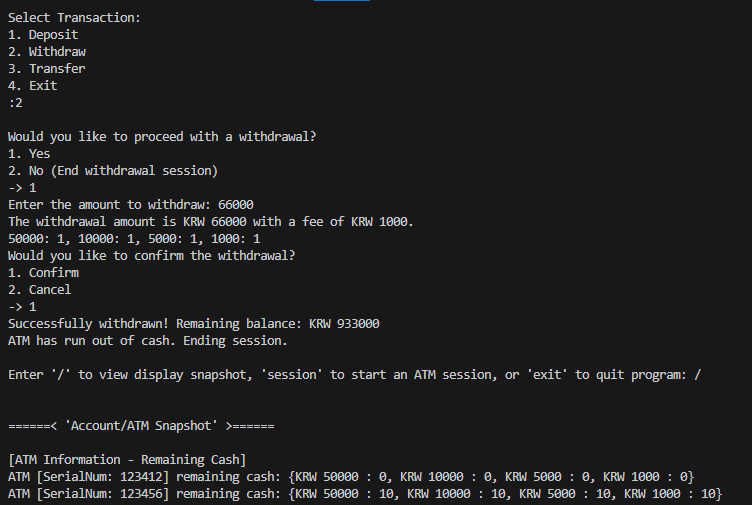 Select Transaction:
1. Deposit
2. Withdraw
3. Transfer
4. Exit
:2
Would you like to proceed with a withdrawal?
1. Yes
2. No (End withdrawal session)
-> 1
Enter the amount to withdraw: 66000
The withdrawal amount is KRW 66000 with a fee of KRW 1000.
50000: 1, 10000: 1, 5000: 1, 1000: 1
Would you like to confirm the withdrawal?
1. Confirm
2. Cancel
-> 1
Successfully withdrawn! Remaining balance: KRW 933000
ATM has run out of cash. Ending session.
Enter '/' to view display snapshot, 'session' to start an ATM session, or 'exit' to quit program: /
======< 'Account/ATM Snapshot' >======
[ATM Information - Remaining Cash]
ATM [SerialNum: 123412] remaining cash: {KRW 50000 : 0, KRW 10000 : 0, KRW 5000 : 0, KRW 1000 : 0}
ATM [SerialNum: 123456] remaining cash: {KRW 50000 : 10, KRW 10000 : 10, KRW 5000 : 10, KRW 1000 : 10}